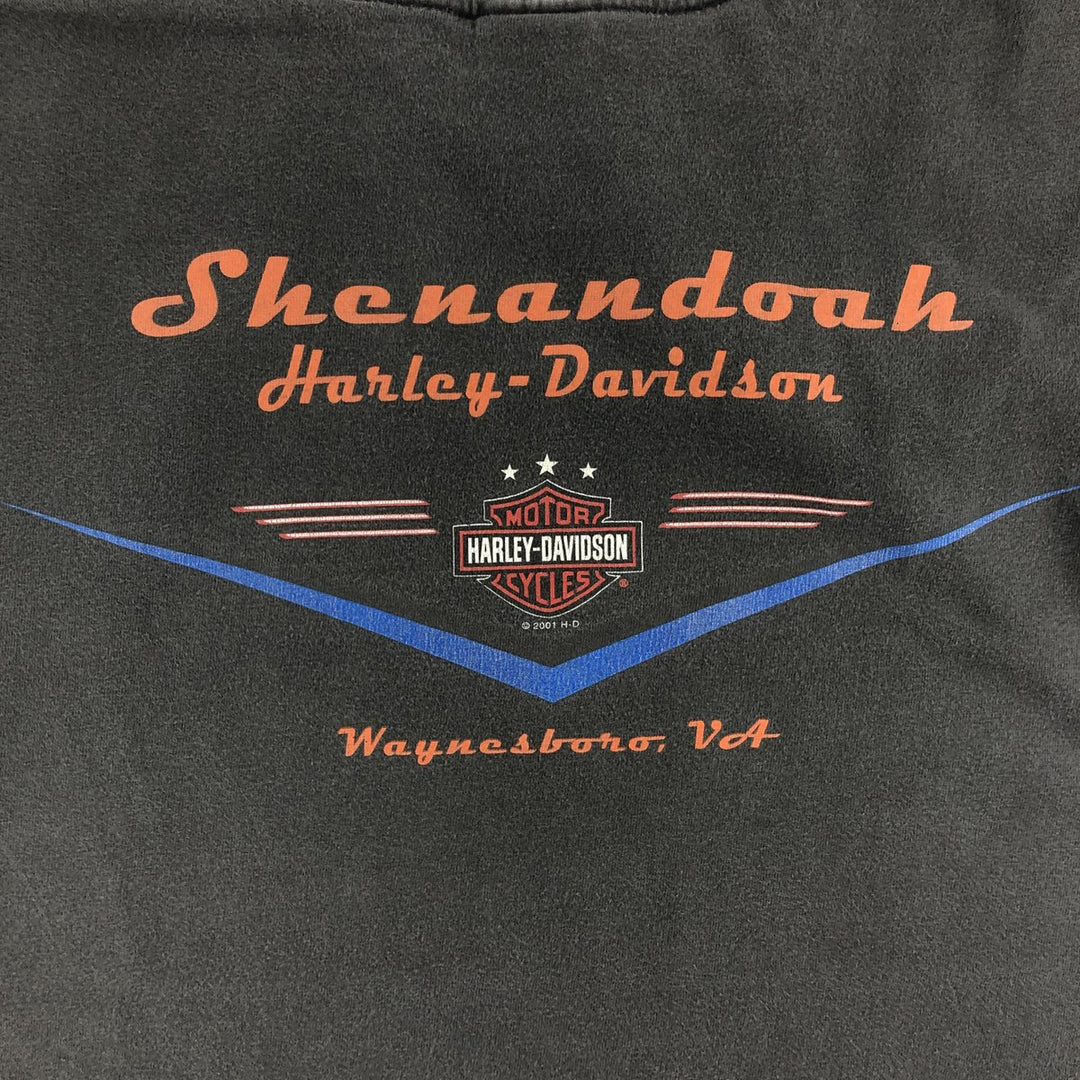 Shenandoah
Harley-Davidson
MOTOR
HARLEY-DAVIDSON
CYCLES ®
© 2001 H-D
Waynesboro, VA